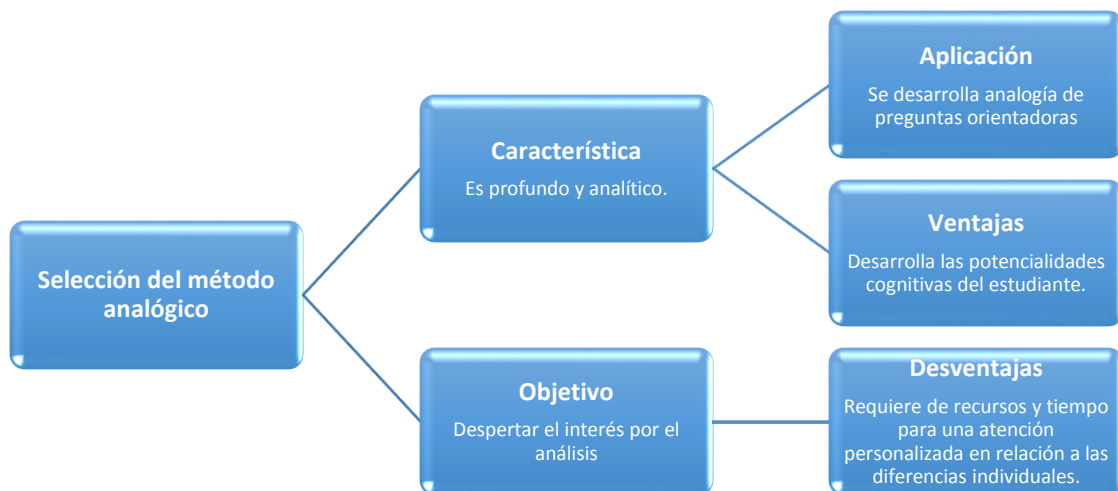 Selección del método
analógico
Característica
Es profundo y analítico.
Objetivo
Despertar el interés por el
análisis
Aplicación
Se desarrolla analogía de
preguntas orientadoras
Ventajas
Desarrolla las potencialidades
cognitivas del estudiante.
Desventajas
Requiere de recursos y tiempo
para una atención
personalizada en relación a las
diferencias individuales.